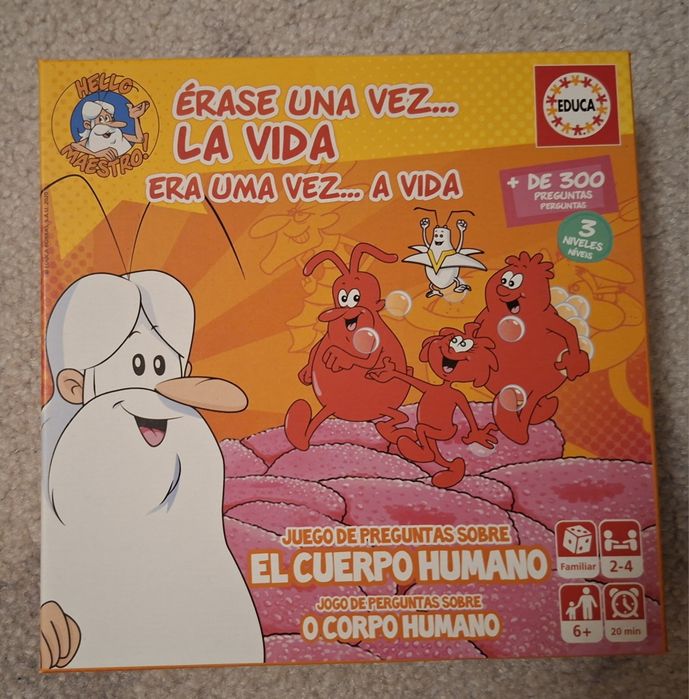 HELLO
MAESTRO!
ÉRASE UNA VEZ...
LA VIDA
ERA UMA VEZ... A VIDA
EDUCA
+ DE 300
PREGUNTAS
PERGUNTAS
3
NIVELES
NÍVEIS
JUEGO DE PREGUNTAS SOBRE
EL CUERPO HUMANO
JOGO DE PERGUNTAS SOBRE
O CORPO HUMANO
Familiar
2-4
6+
20 min